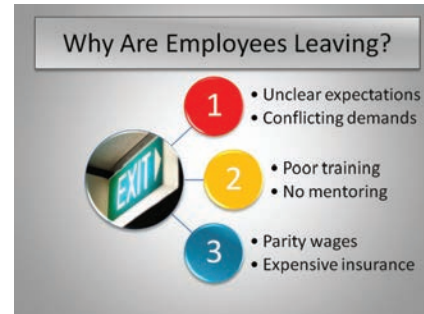 Why Are Employees Leaving?
1
• Unclear expectations
• Conflicting demands
EXIT
2
• Poor training
• No mentoring
3
• Parity wages
• Expensive insurance